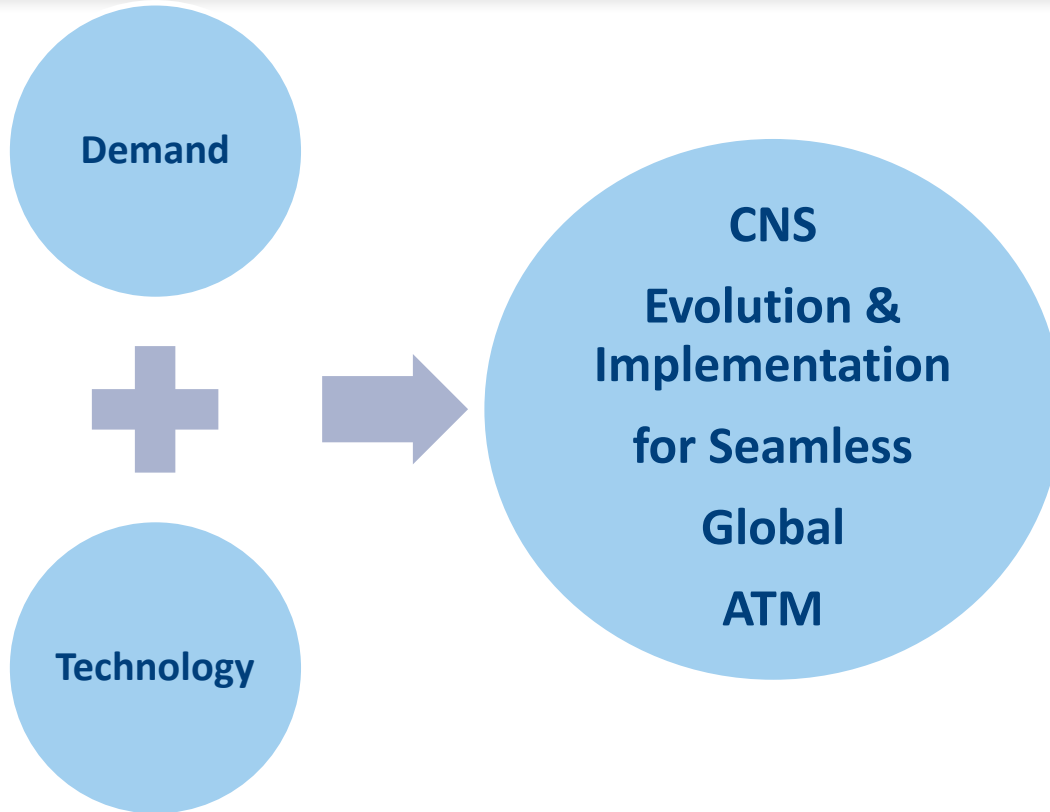 Demand
Technology
CNS
Evolution &
Implementation
for Seamless
Global
ATM